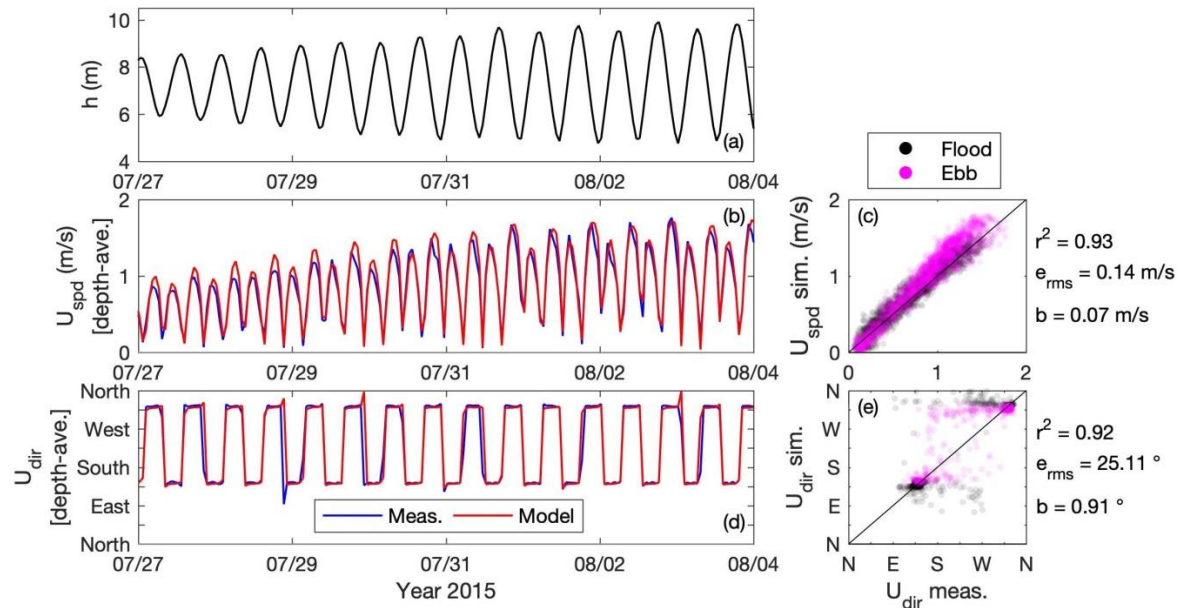 10
8
6
4
h (m)
(a)
07/27 07/29 07/31 08/02 08/04
Flood
Ebb
2
1
0
U_spd (m/s)
[depth-ave.]
(b)
07/27 07/29 07/31 08/02 08/04
2
1
0
U_spd sim. (m/s)
(c)
0 1 2
r² = 0.93
e_rms = 0.14 m/s
b = 0.07 m/s
North
West
South
East
North
U_dir
[depth-ave.]
Meas. Model
(d)
07/27 07/29 07/31 08/02 08/04
Year 2015
N
W
S
E
N
U_dir sim.
(e)
N E S W N
U_dir meas.
r² = 0.92
e_rms = 25.11 °
b = 0.91 °